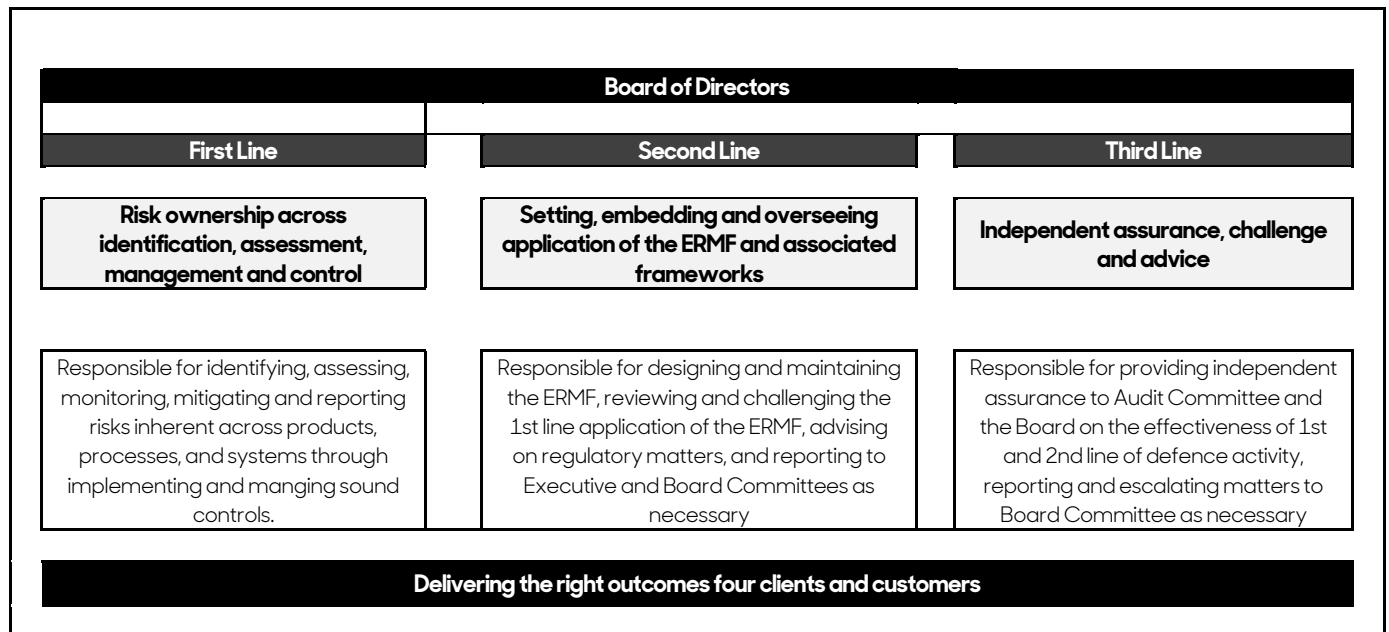 Board of Directors
First Line
Second Line
Third Line
Risk ownership across
identification, assessment,
management and control
Setting, embedding and overseeing
application of the ERMF and associated
frameworks
Independent assurance, challenge
and advice
Responsible for identifying, assessing,
monitoring, mitigating and reporting
risks inherent across products,
processes, and systems through
implementing and manging sound
controls.
Responsible for designing and maintaining
the ERMF, reviewing and challenging the
1st line application of the ERMF, advising
on regulatory matters, and reporting to
Executive and Board Committees as
necessary
Responsible for providing independent
assurance to Audit Committee and
the Board on the effectiveness of 1st
and 2nd line of defence activity,
reporting and escalating matters to
Board Committee as necessary
Delivering the right outcomes four clients and customers